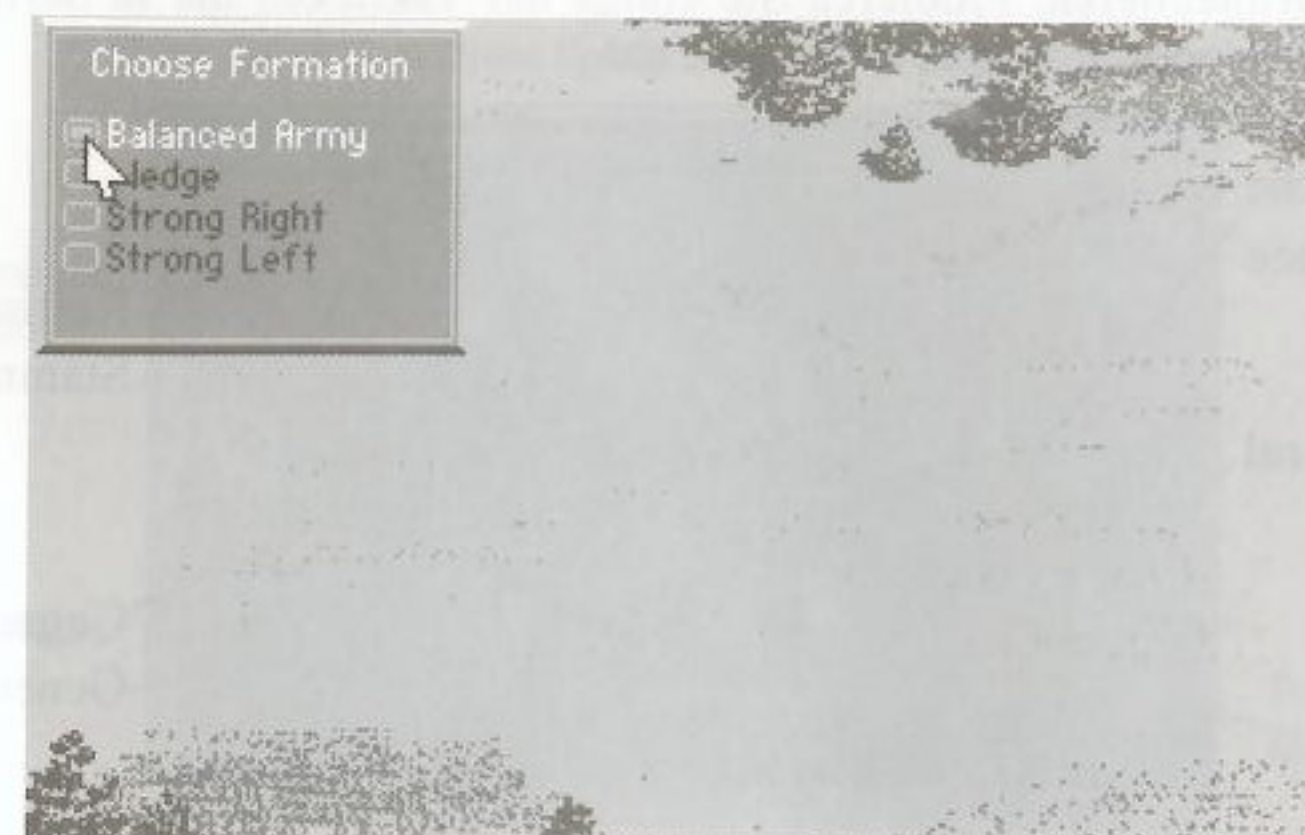 Choose Formation
Balanced Army
Wedge
Strong Right
Strong Left